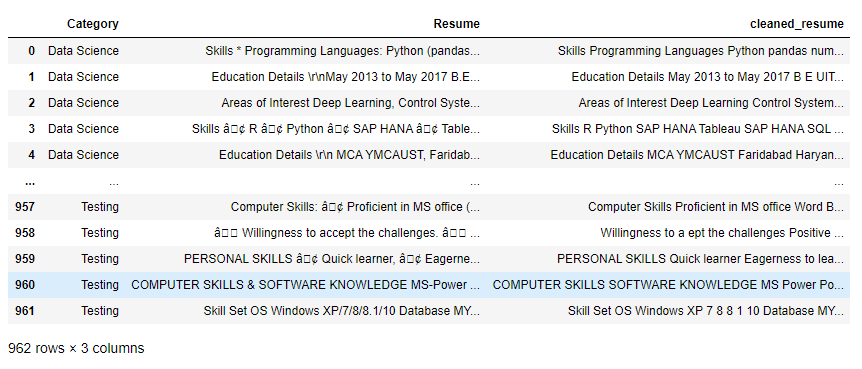 Category Resume cleaned_resume
0 Data Science Skills * Programming Languages: Python (pandas... Skills Programming Languages Python pandas num...
1 Data Science Education Details \r\nMay 2013 to May 2017 B.E... Education Details May 2013 to May 2017 B E UIT...
2 Data Science Areas of Interest Deep Learning, Control Syste... Areas of Interest Deep Learning Control System...
3 Data Science Skills â□¢ R â□¢ Python â□¢ SAP HANA â□¢ Table... Skills R Python SAP HANA Tableau SAP HANA SQL ...
4 Data Science Education Details \r\n MCA YMCAUST, Faridab... Education Details MCA YMCAUST Faridabad Haryan...
... ... ... ...
957 Testing Computer Skills: â□¢ Proficient in MS office (... Computer Skills Proficient in MS office Word B...
958 Testing â□□ Willingness to accept the challenges. â□□ ... Willingness to a ept the challenges Positive ...
959 Testing PERSONAL SKILLS â□¢ Quick learner, â□¢ Eagerne... PERSONAL SKILLS Quick learner Eagerness to lea...
960 Testing COMPUTER SKILLS & SOFTWARE KNOWLEDGE MS-Power ... COMPUTER SKILLS SOFTWARE KNOWLEDGE MS Power Po...
961 Testing Skill Set OS Windows XP/7/8/8.1/10 Database MY... Skill Set OS Windows XP 7 8 8 1 10 Database MY...
962 rows × 3 columns